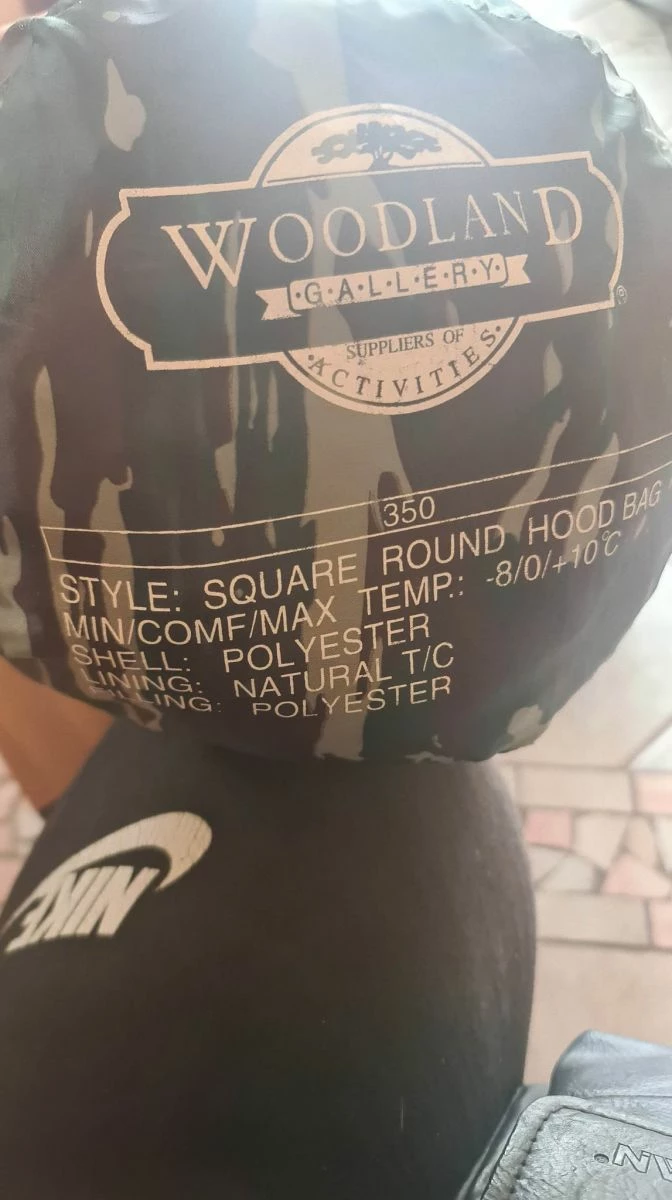 WOODLAND
G·A·L·L·E·R·Y·
®
SUPPLIERS OF
·ACTIVITIES·
350
STYLE: SQUARE ROUND HOOD BAG
MIN/COMF/MAX TEMP.: -8/0/+10℃
SHELL: POLYESTER
LINING: NATURAL T/C
FILLING: POLYESTER
NIKE